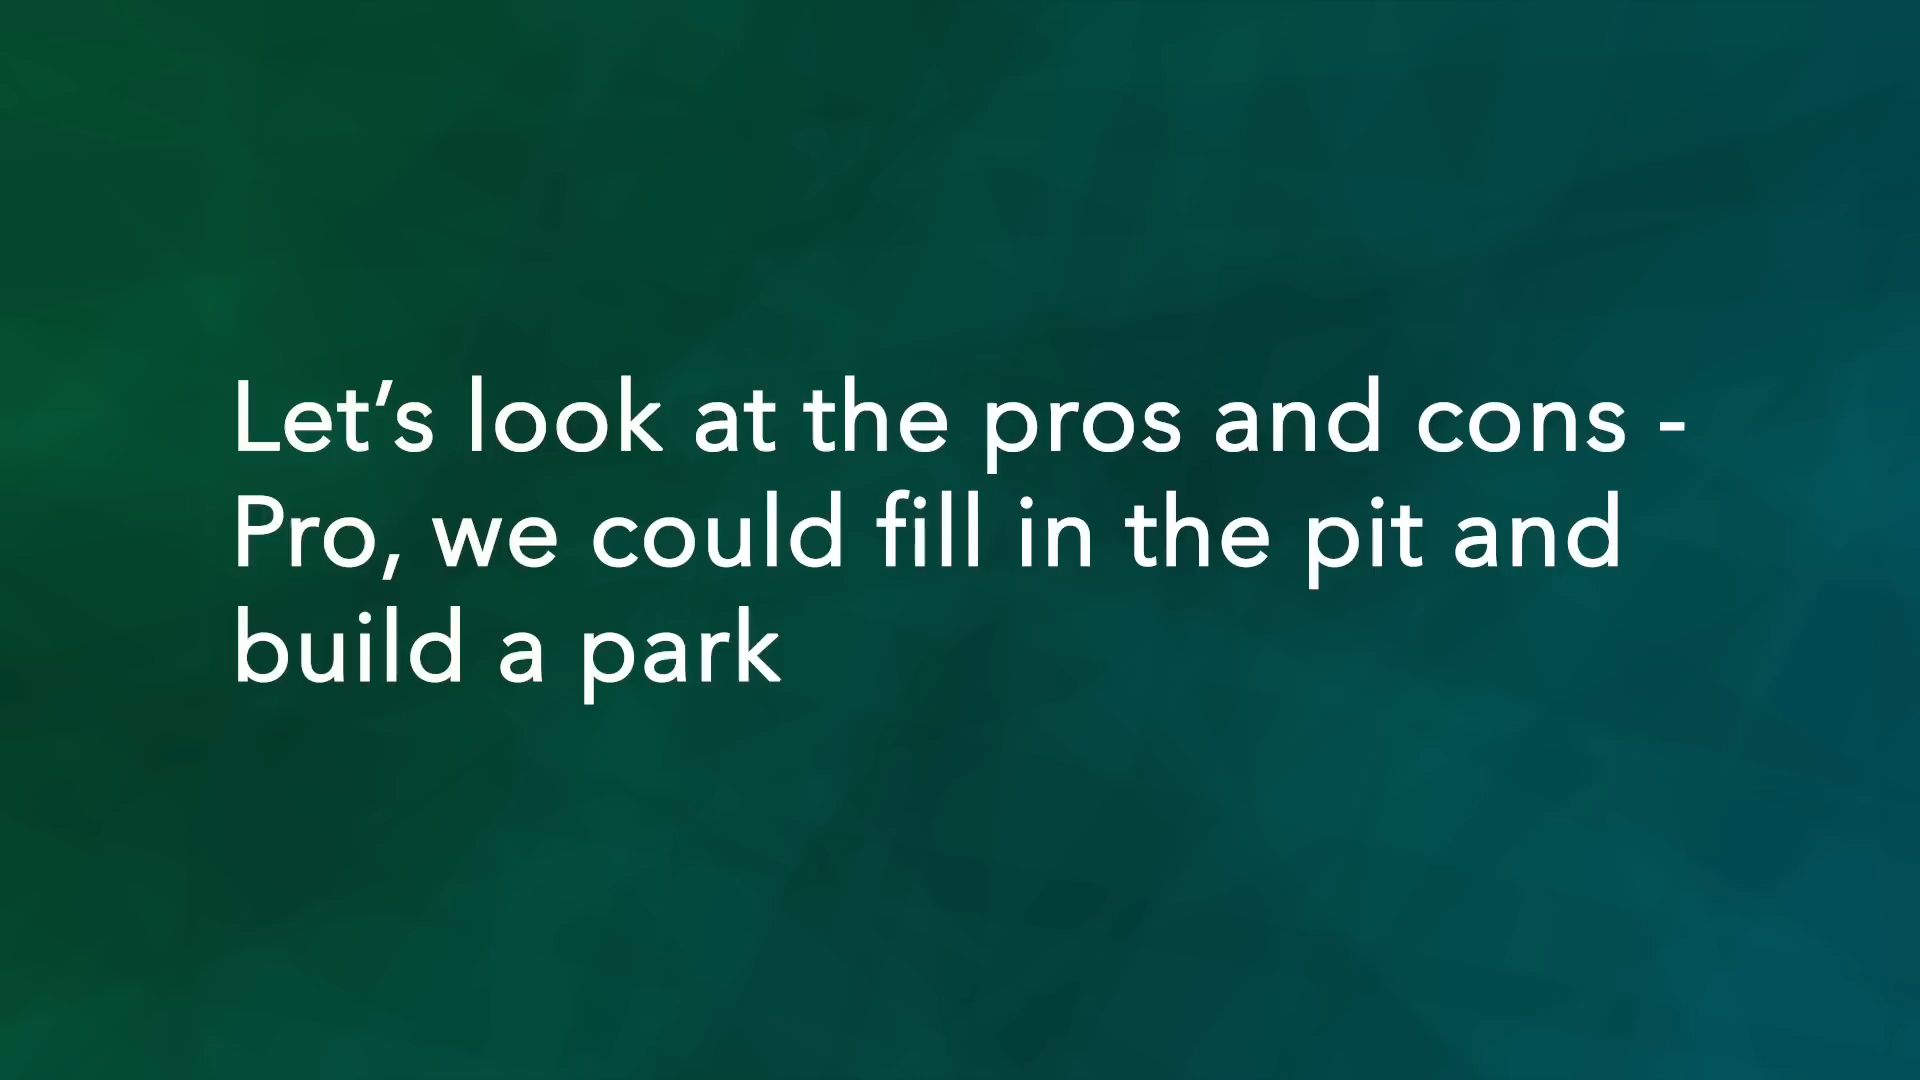 Let’s look at the pros and cons -
Pro, we could fill in the pit and
build a park